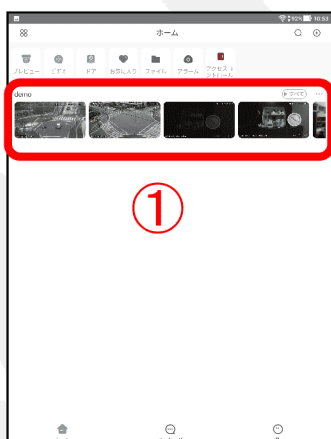 92% 10:53
ホーム
プレビュー ビデオ ドア お気に入り ファイル アラーム アクセスコ
ントロール
demo すべて
①